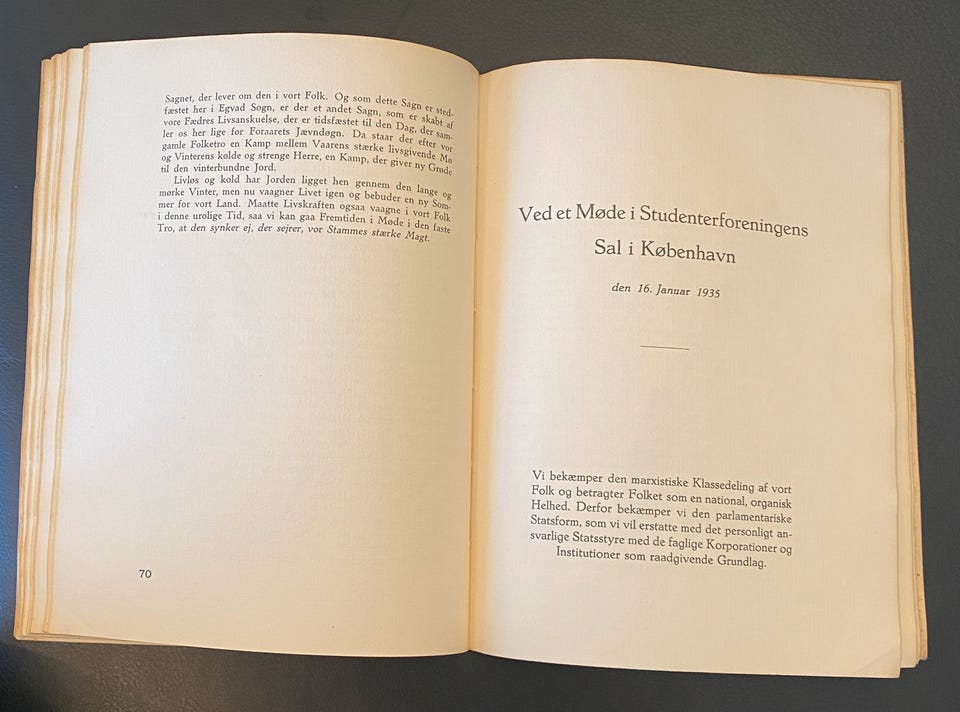 Sagnet, der lever om den i vort Folk. Og som dette Sagn er sted-
fæstet her i Egvad Sogn, er der et andet Sagn, som er skabt af
vore Fædres Livsanskuelse, der er tidsfæstet til den Dag, der sam-
ler os her lige før Foraarets Jævndøgn. Da staar der efter vor
gamle Folketro en Kamp mellem Vaarens stærke livsgivende Mø
og Vinterens kolde og strenge Herre, en Kamp, der giver ny Grøde
til den vinterbundne Jord.
Livløs og kold har Jorden ligget hen gennem den lange og
mørke Vinter, men nu vaagner Livet igen og bebuder en ny Som-
mer for vort Land. Maatte Livskraften ogsaa vaagne i vort Folk
i denne urolige Tid, saa vi kan gaa Fremtiden i Møde i den faste
Tro, at den synker ej, der sejrer, vor Stammes stærke Magt.
70
Ved et Møde i Studenterforeningens
Sal i København
den 16. Januar 1935
Vi bekæmper den marxistiske Klassedeling af vort
Folk og betragter Folket som en national, organisk
Helhed. Derfor bekæmper vi den parlamentariske
Statsform, som vi vil erstatte med det personligt an-
svarlige Statsstyre med de faglige Korporationer og
Institutioner som raadgivende Grundlag.